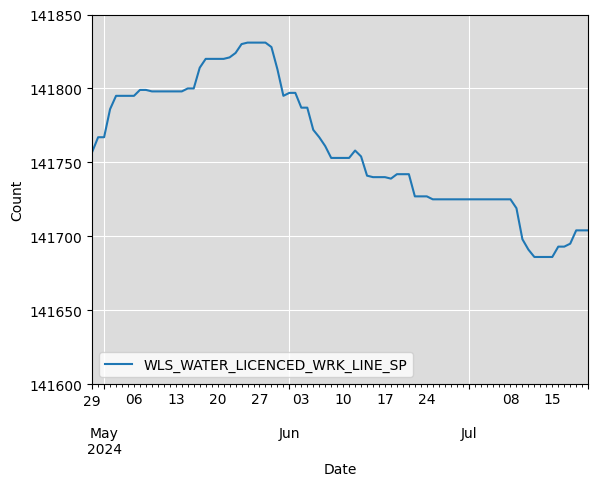 141850
141800
141750
141700
141650
141600
Count
WLS_WATER_LICENCED_WRK_LINE_SP
29 06 13 20 27 03 10 17 24 08 15
May Jun Jul
2024
Date